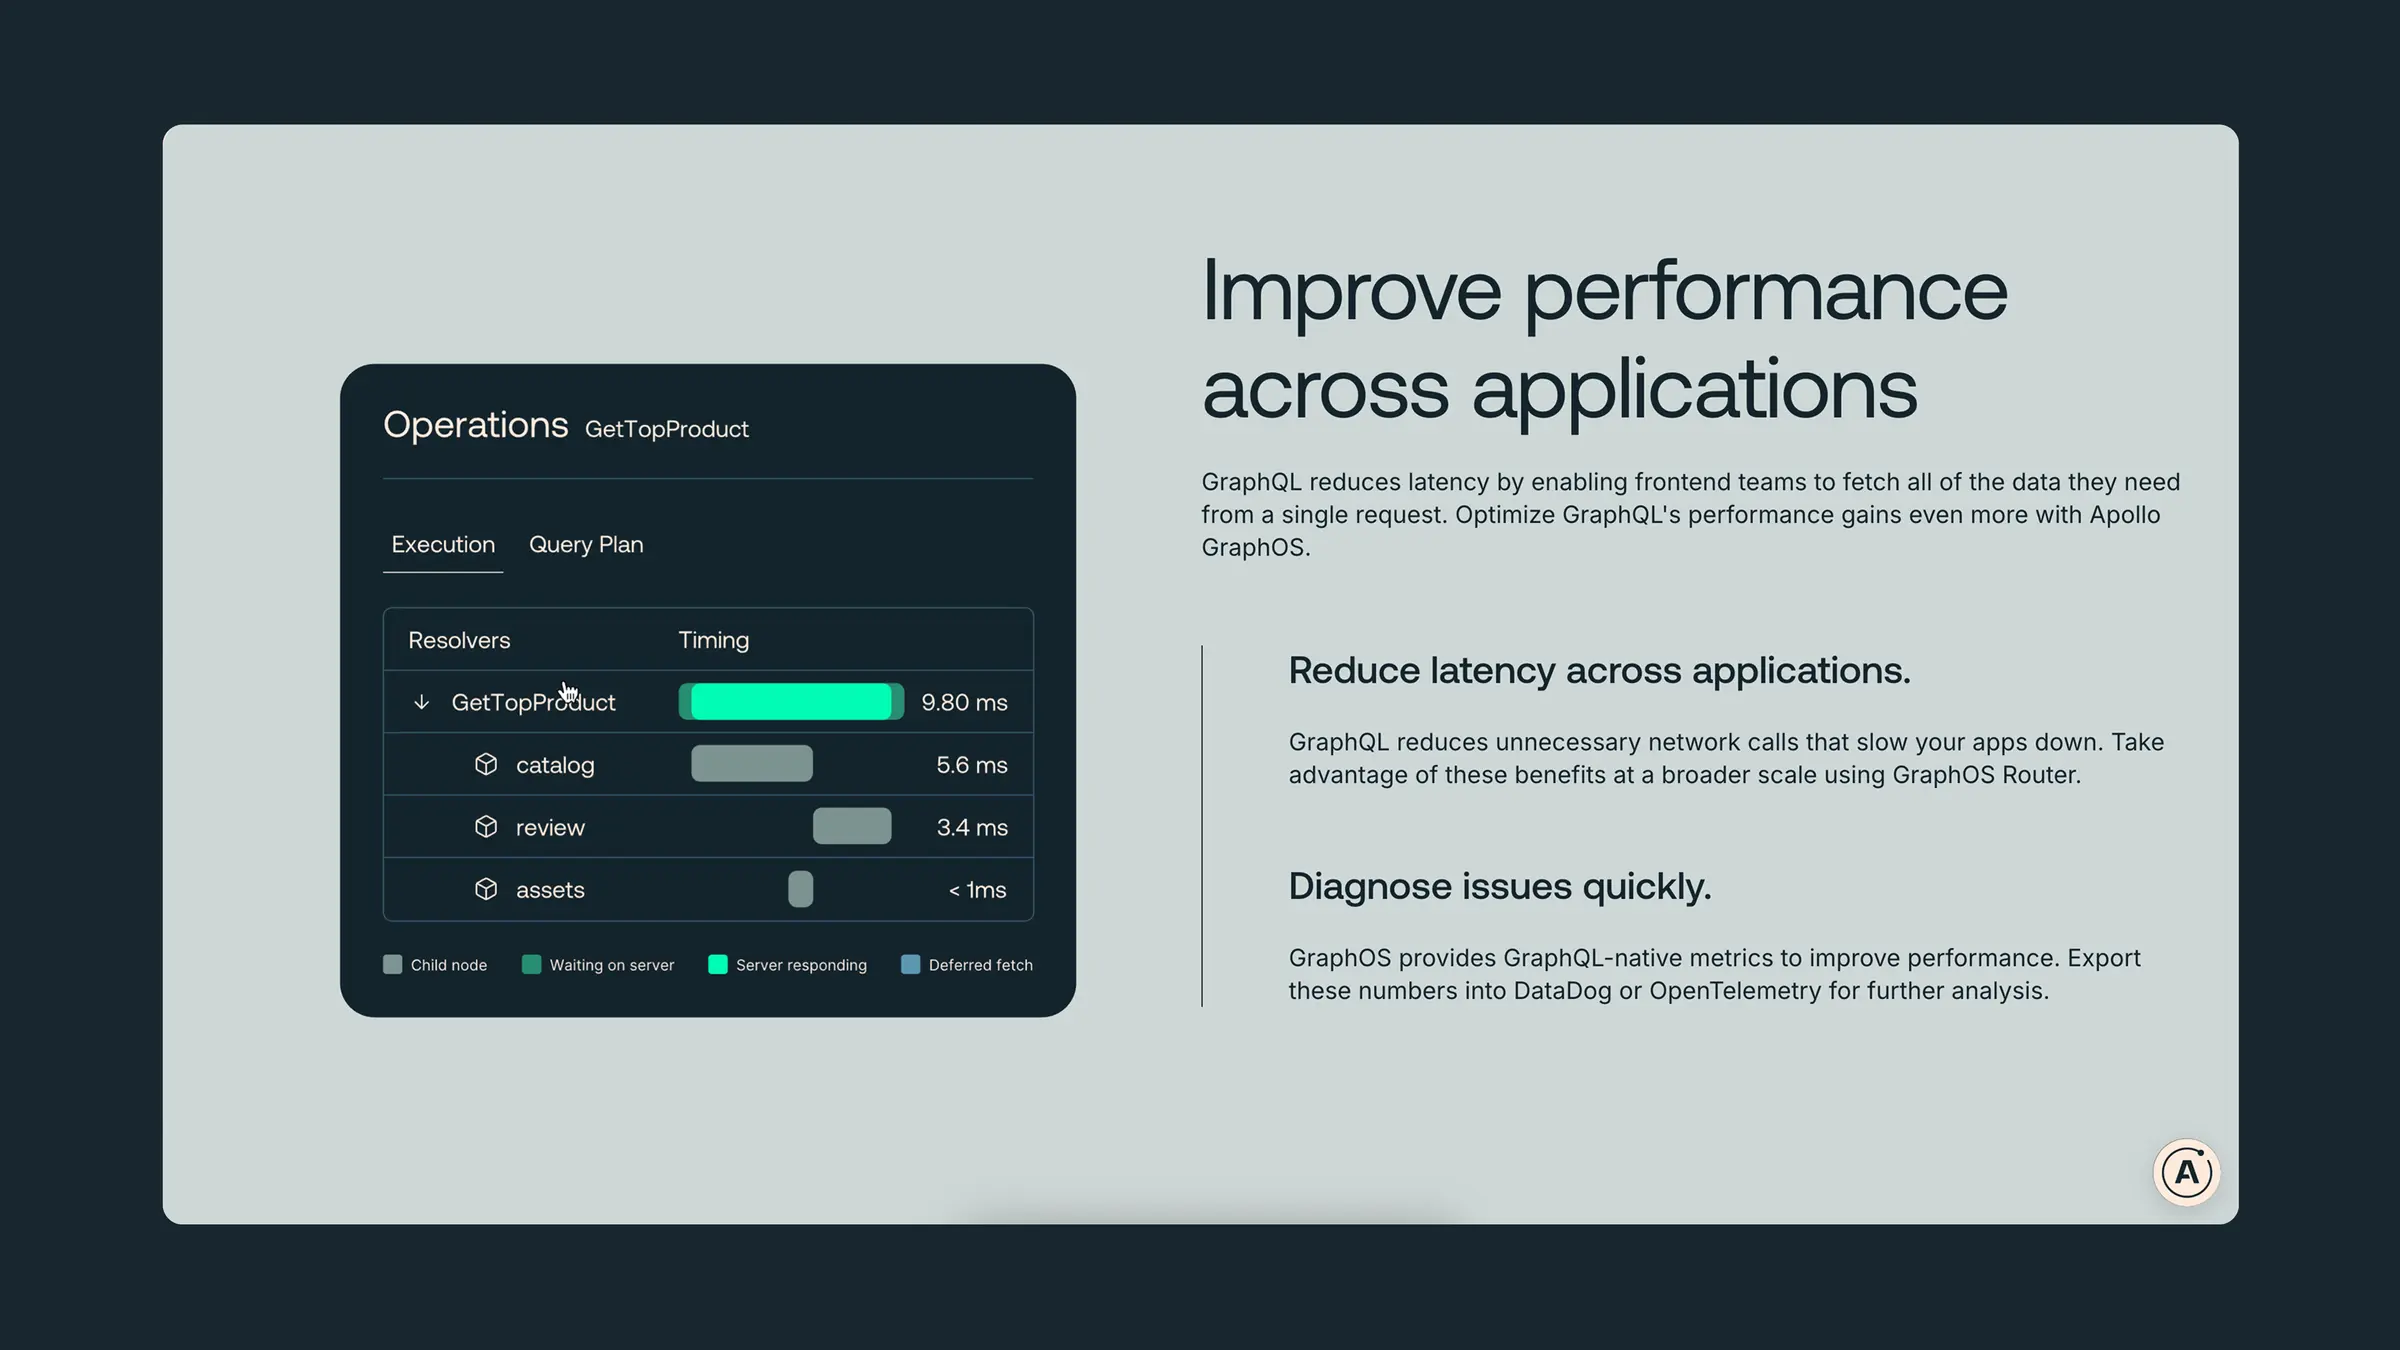 Improve performance
across applications
GraphQL reduces latency by enabling frontend teams to fetch all of the data they need
from a single request. Optimize GraphQL's performance gains even more with Apollo
GraphOS.
Operations GetTopProduct
Execution Query Plan
Resolvers Timing
GetTopProduct 9.80 ms
catalog 5.6 ms
review 3.4 ms
assets < 1ms
Child node Waiting on server Server responding Deferred fetch
Reduce latency across applications.
GraphQL reduces unnecessary network calls that slow your apps down. Take
advantage of these benefits at a broader scale using GraphOS Router.
Diagnose issues quickly.
GraphOS provides GraphQL-native metrics to improve performance. Export
these numbers into DataDog or OpenTelemetry for further analysis.
A